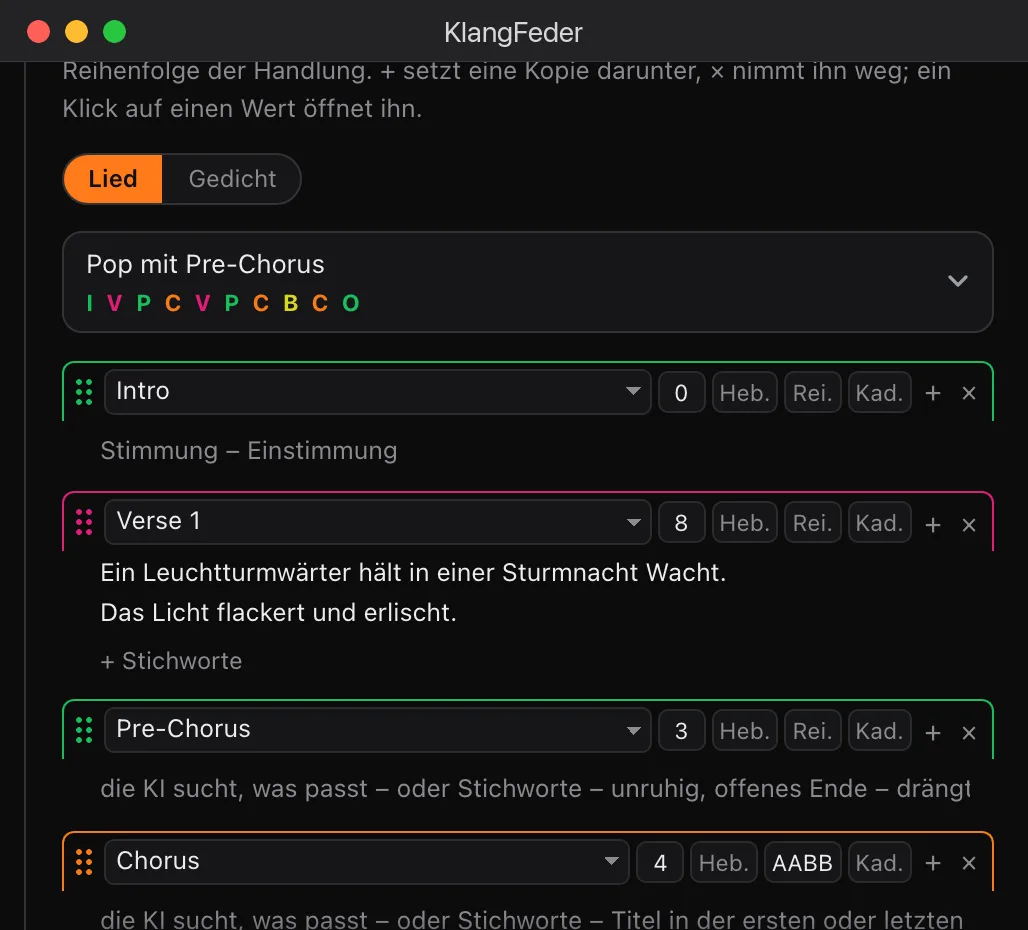 KlangFeder
Reihenfolge der Handlung. + setzt eine Kopie darunter, × nimmt ihn weg; ein
Klick auf einen Wert öffnet ihn.
Lied Gedicht
Pop mit Pre-Chorus
I V P C V P C B C O
Intro 0 Heb. Rei. Kad. + ×
Stimmung – Einstimmung
Verse 1 8 Heb. Rei. Kad. + ×
Ein Leuchtturmwärter hält in einer Sturmnacht Wacht.
Das Licht flackert und erlischt.
+ Stichworte
Pre-Chorus 3 Heb. Rei. Kad. + ×
die KI sucht, was passt – oder Stichworte – unruhig, offenes Ende – drängt
Chorus 4 Heb. AABB Kad. + ×
die KI sucht, was passt – oder Stichworte – Titel in der ersten oder letzten